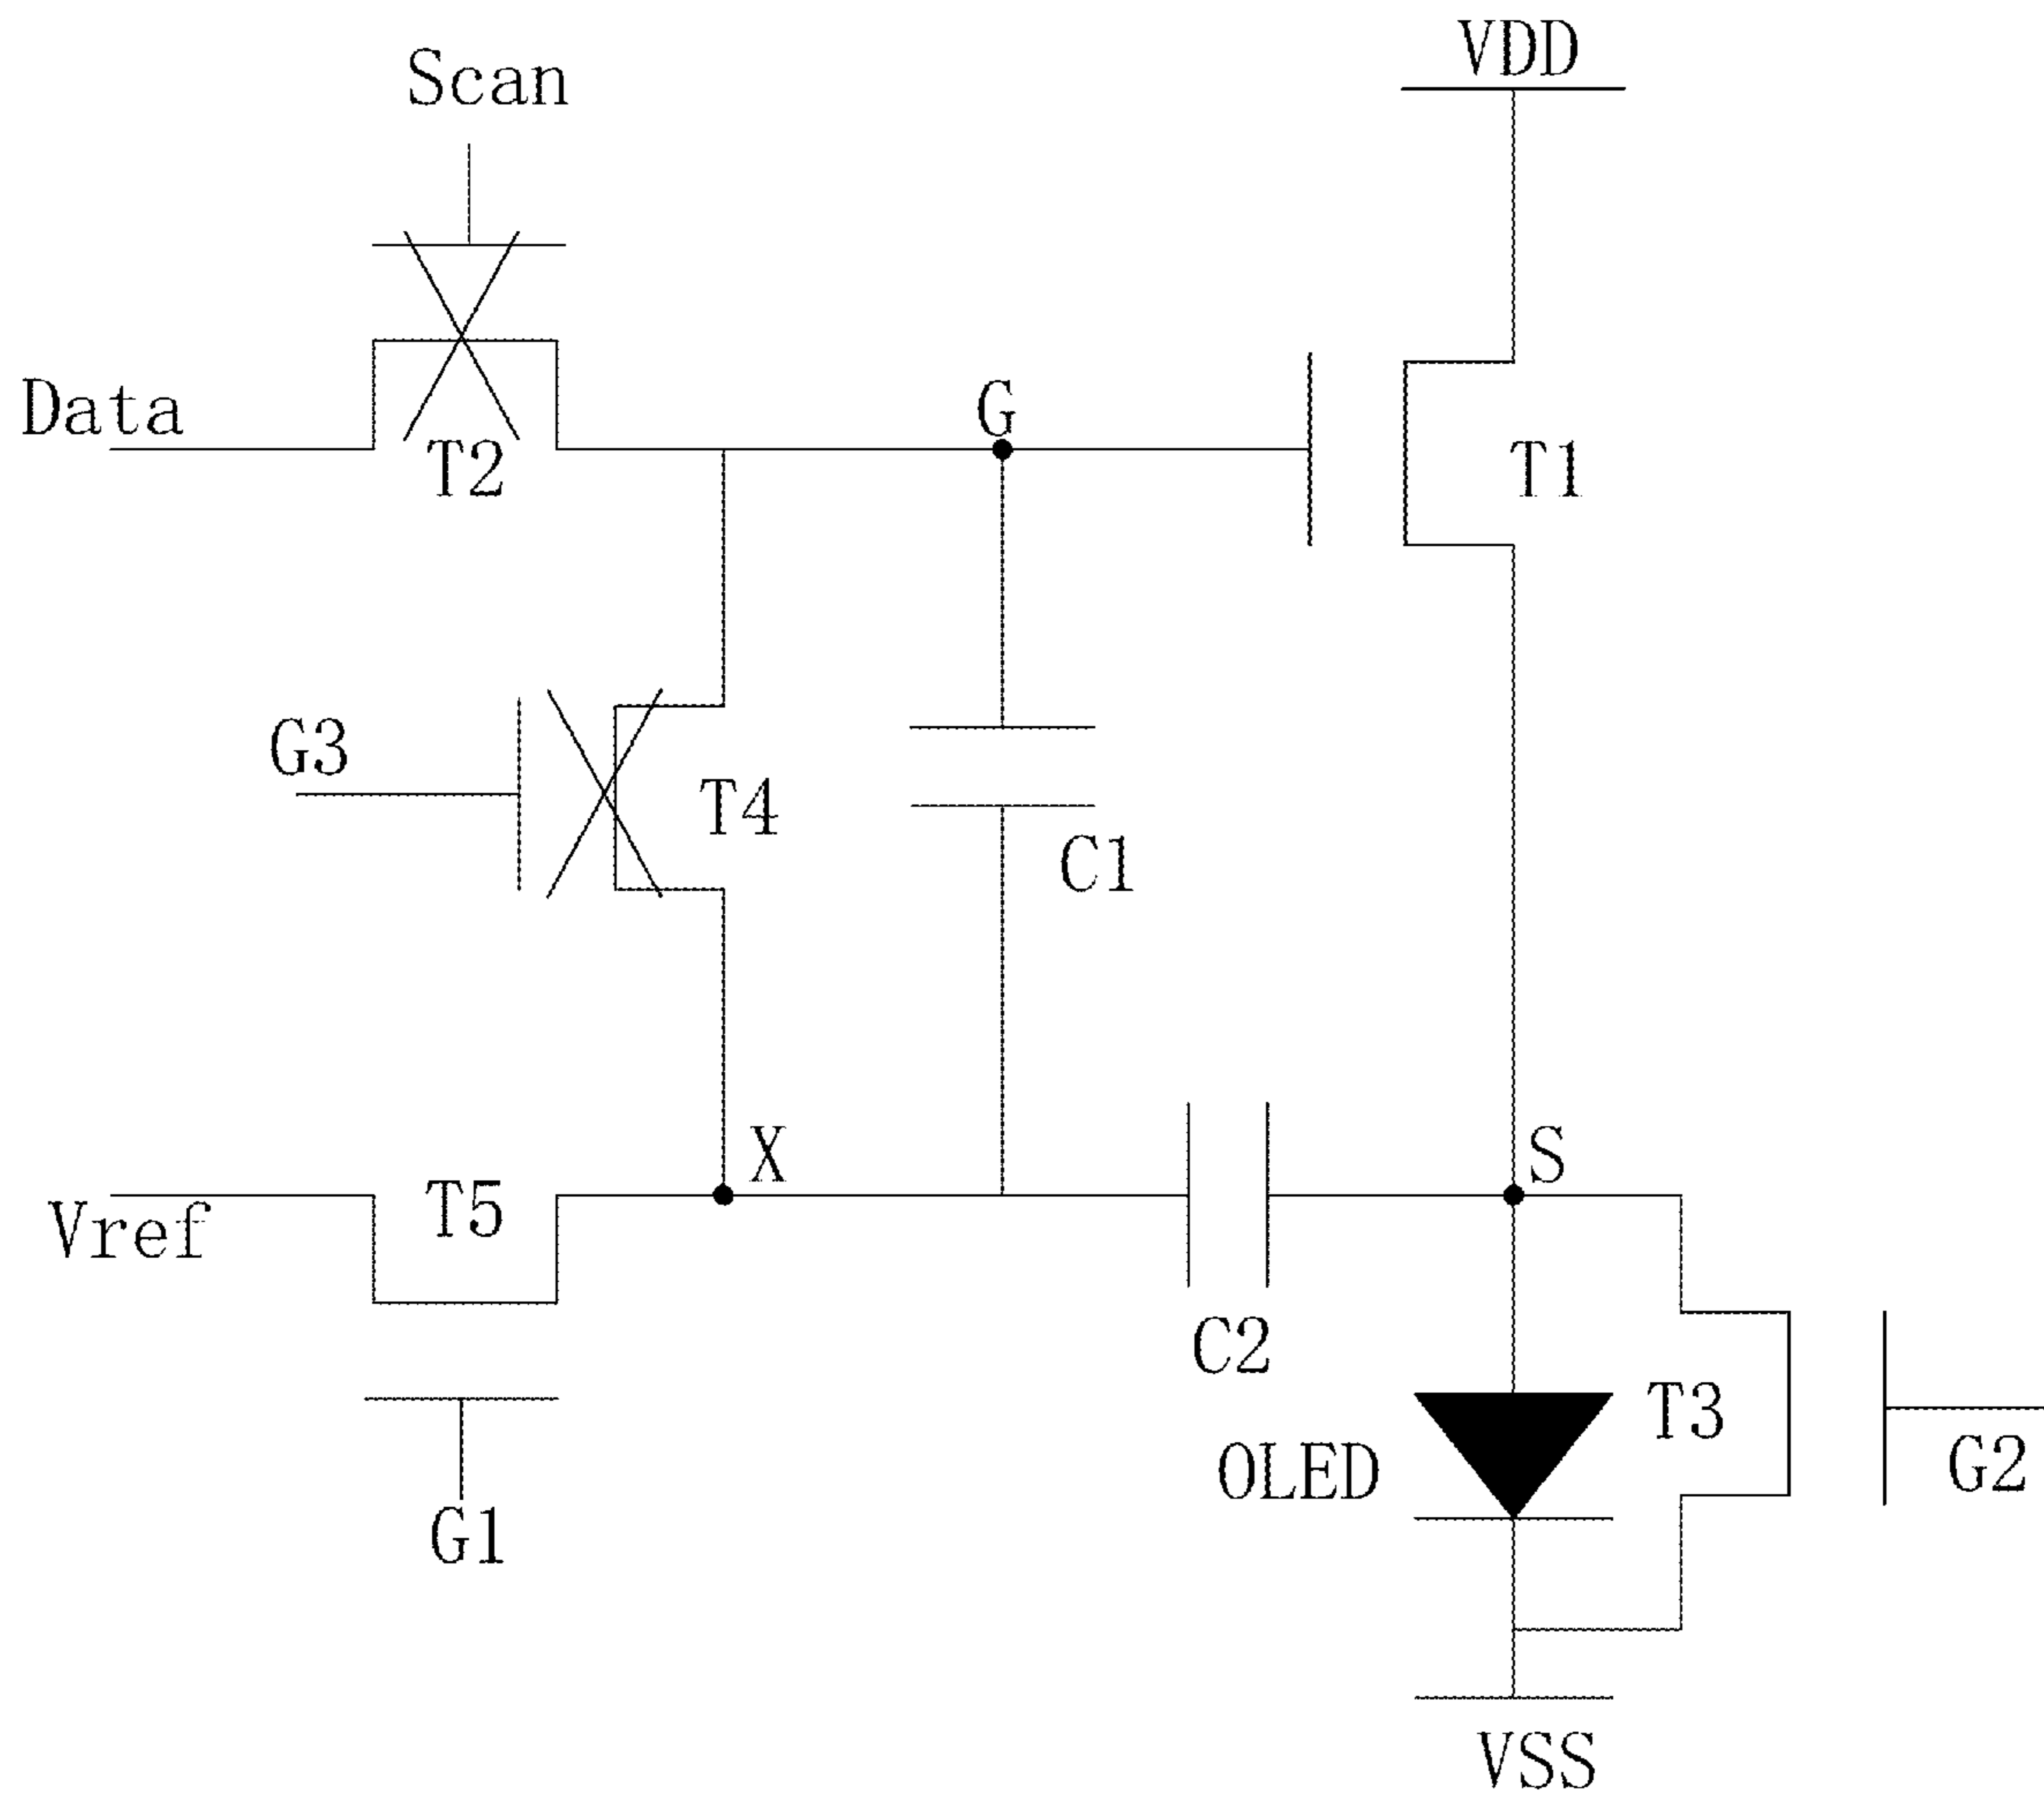 VDD
Scan
Data
G
T2
T1
G3
T4
C1
X
S
Vref
T5
C2
T3
OLED
G2
G1
VSS